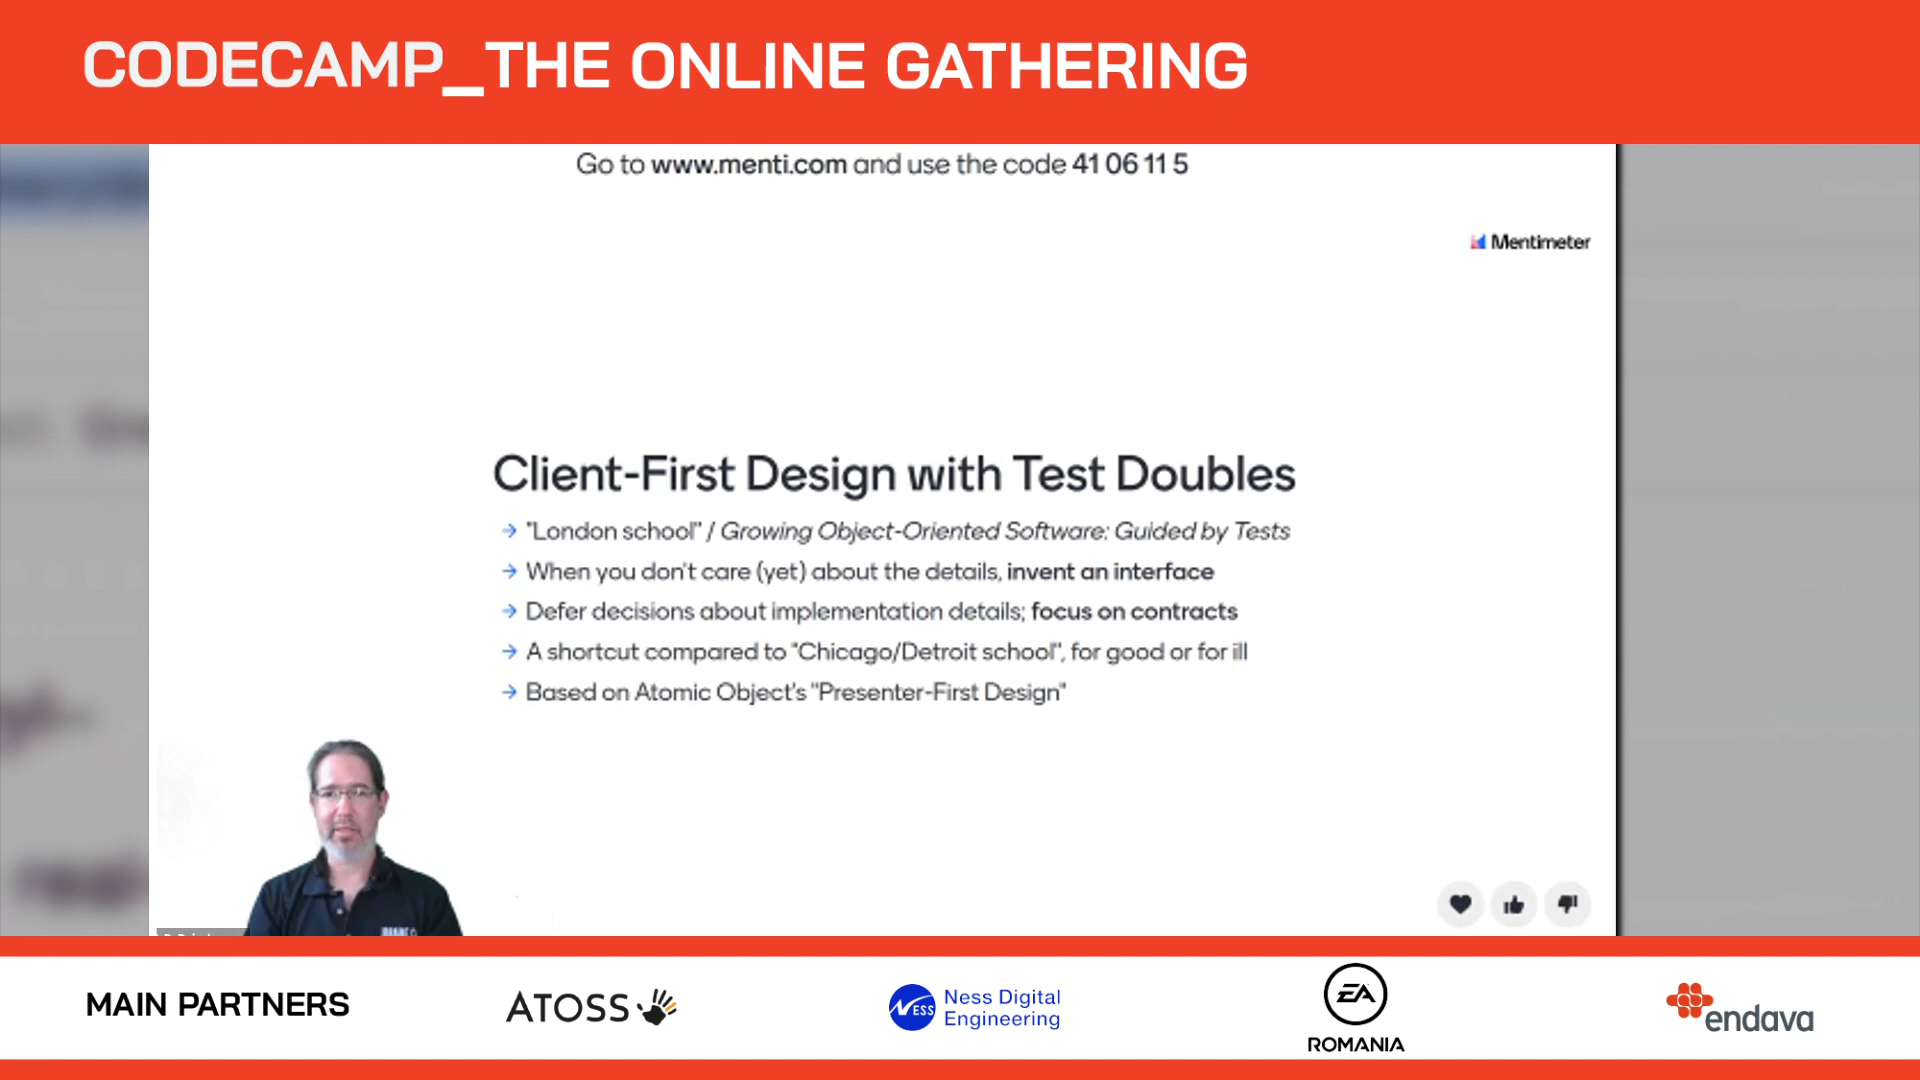 CODECAMP_THE ONLINE GATHERING
Go to www.menti.com and use the code 41 06 11 5
Mentimeter
Client-First Design with Test Doubles
→ "London school" / Growing Object-Oriented Software: Guided by Tests
→ When you don't care (yet) about the details, invent an interface
→ Defer decisions about implementation details; focus on contracts
→ A shortcut compared to "Chicago/Detroit school", for good or for ill
→ Based on Atomic Object's "Presenter-First Design"
MAIN PARTNERS
ATOSS
NESS
Ness Digital
Engineering
EA
ROMANIA
endava